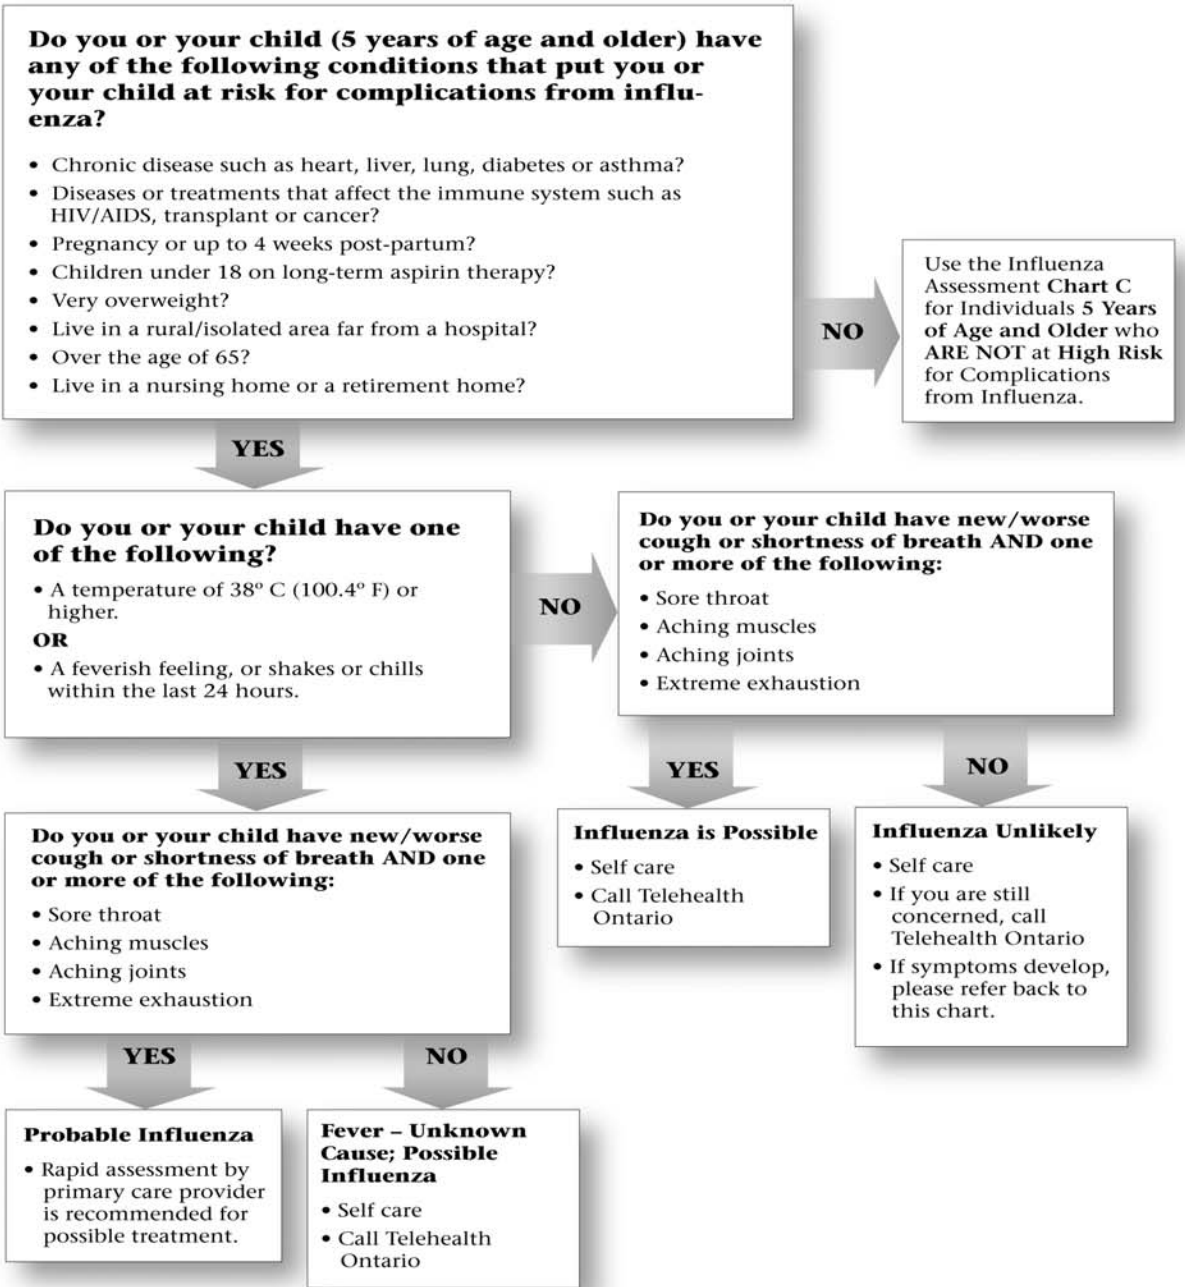 Do you or your child (5 years of age and older) have
any of the following conditions that put you or
your child at risk for complications from influ-
enza?
• Chronic disease such as heart, liver, lung, diabetes or asthma?
• Diseases or treatments that affect the immune system such as
HIV/AIDS, transplant or cancer?
• Pregnancy or up to 4 weeks post-partum?
• Children under 18 on long-term aspirin therapy?
• Very overweight?
• Live in a rural/isolated area far from a hospital?
• Over the age of 65?
• Live in a nursing home or a retirement home?
NO
Use the Influenza
Assessment Chart C
for Individuals 5 Years
of Age and Older who
ARE NOT at High Risk
for Complications
from Influenza.
YES
Do you or your child have one
of the following?
• A temperature of 38º C (100.4º F) or
higher.
OR
• A feverish feeling, or shakes or chills
within the last 24 hours.
NO
Do you or your child have new/worse
cough or shortness of breath AND one
or more of the following:
• Sore throat
• Aching muscles
• Aching joints
• Extreme exhaustion
YES
Do you or your child have new/worse
cough or shortness of breath AND one
or more of the following:
• Sore throat
• Aching muscles
• Aching joints
• Extreme exhaustion
YES
Influenza is Possible
• Self care
• Call Telehealth
Ontario
NO
Influenza Unlikely
• Self care
• If you are still
concerned, call
Telehealth Ontario
• If symptoms develop,
please refer back to
this chart.
YES
Probable Influenza
• Rapid assessment by
primary care provider
is recommended for
possible treatment.
NO
Fever – Unknown
Cause; Possible
Influenza
• Self care
• Call Telehealth
Ontario